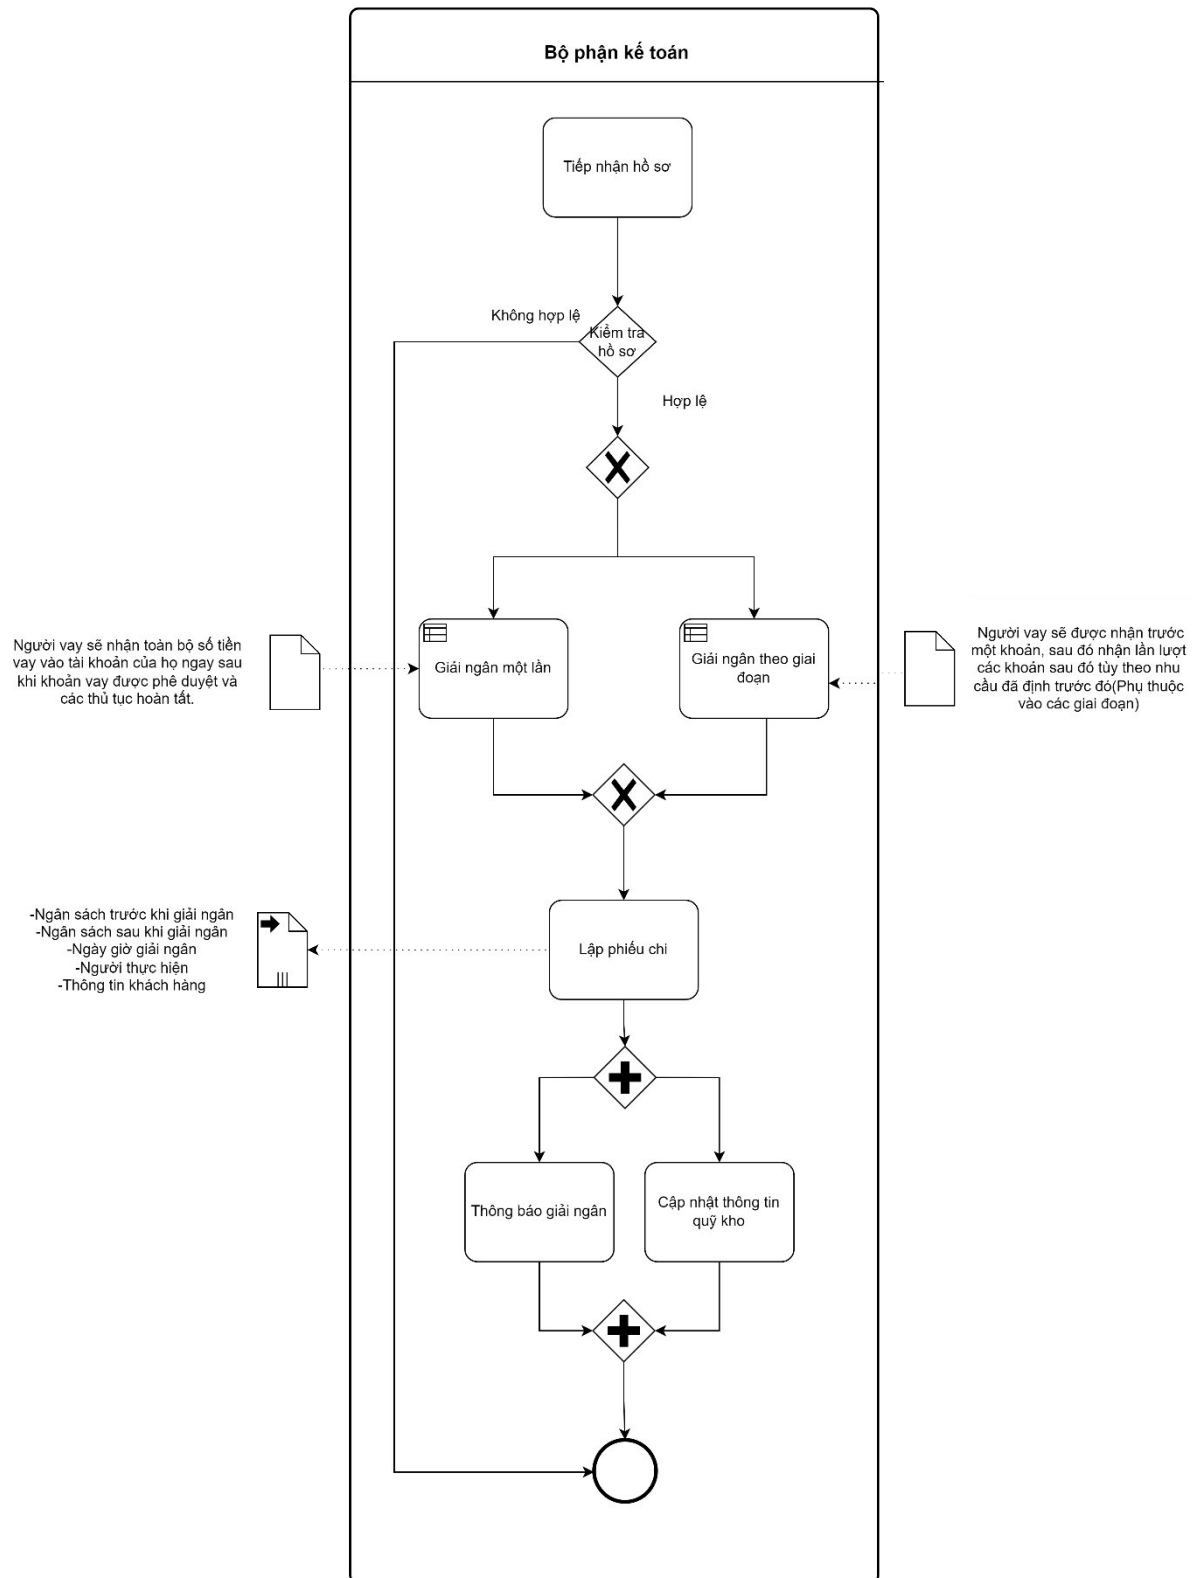 Bộ phận kế toán
Tiếp nhận hồ sơ
Không hợp lệ
Kiểm tra
hồ sơ
Hợp lệ
Người vay sẽ nhận toàn bộ số tiền
vay vào tài khoản của họ ngay sau
khi khoản vay được phê duyệt và
các thủ tục hoàn tất.
Giải ngân một lần
Giải ngân theo giai
đoạn
Người vay sẽ được nhận trước
một khoản, sau đó nhận lần lượt
các khoản sau đó tùy theo nhu
cầu đã định trước đó(Phụ thuộc
vào các giai đoạn)
-Ngân sách trước khi giải ngân
-Ngân sách sau khi giải ngân
-Ngày giờ giải ngân
-Người thực hiện
-Thông tin khách hàng
Lập phiếu chi
Thông báo giải ngân
Cập nhật thông tin
quỹ kho